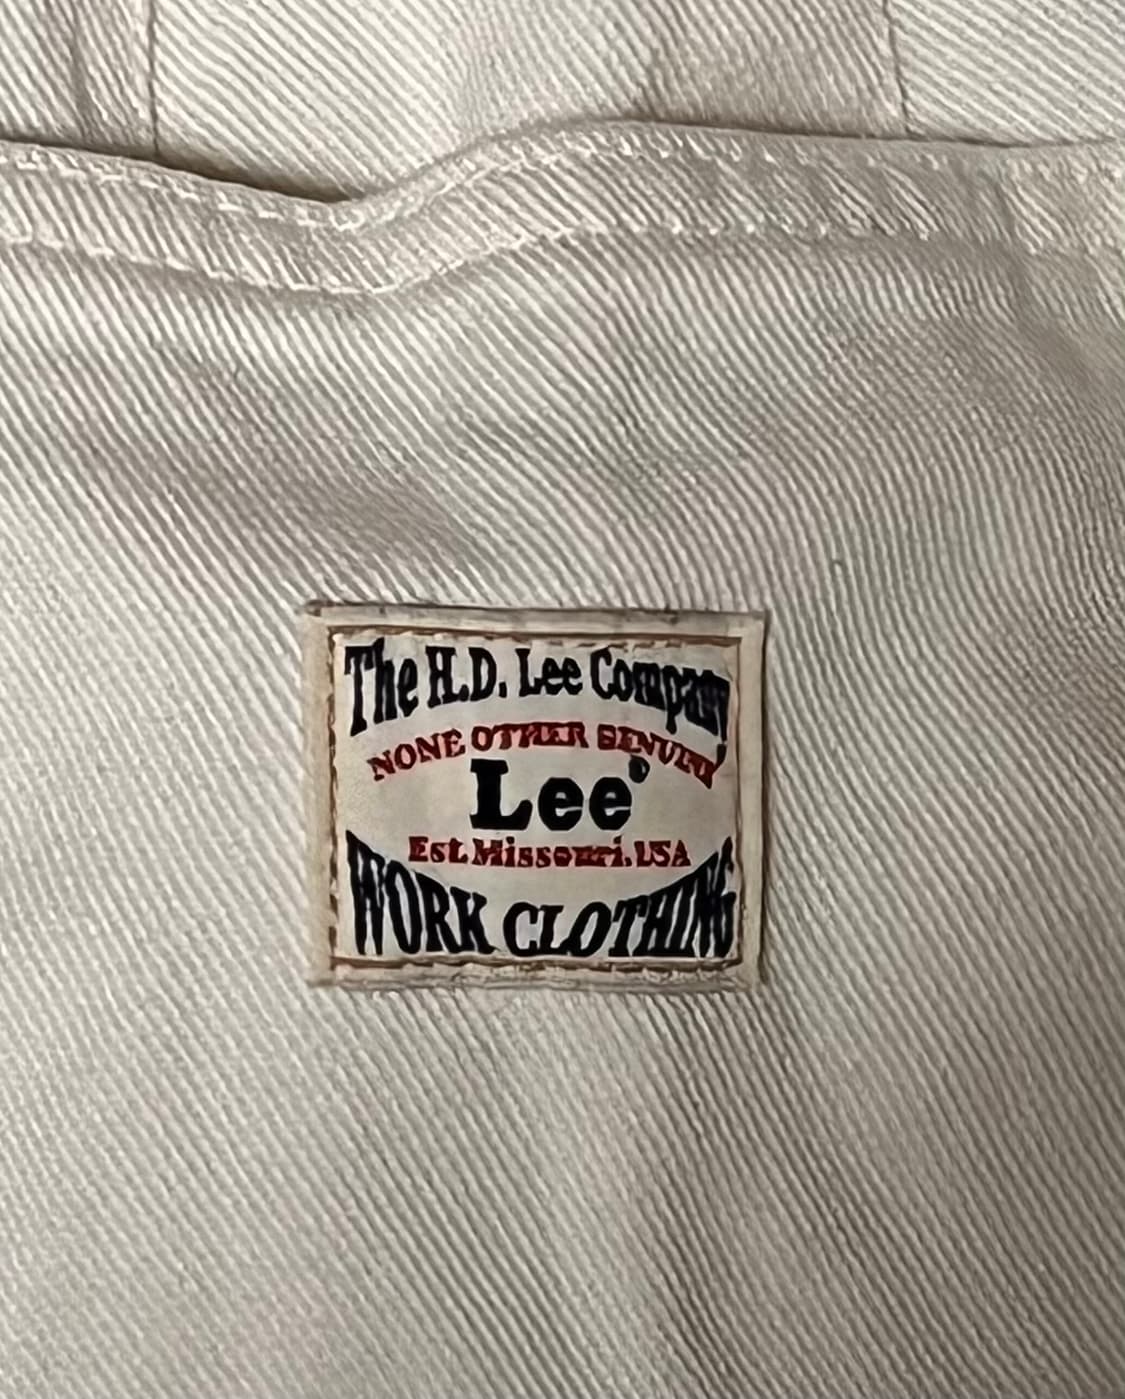 The H.D. Lee Company
NONE OTHER GENUINE
Lee®
Est. Missouri. USA
WORK CLOTHING